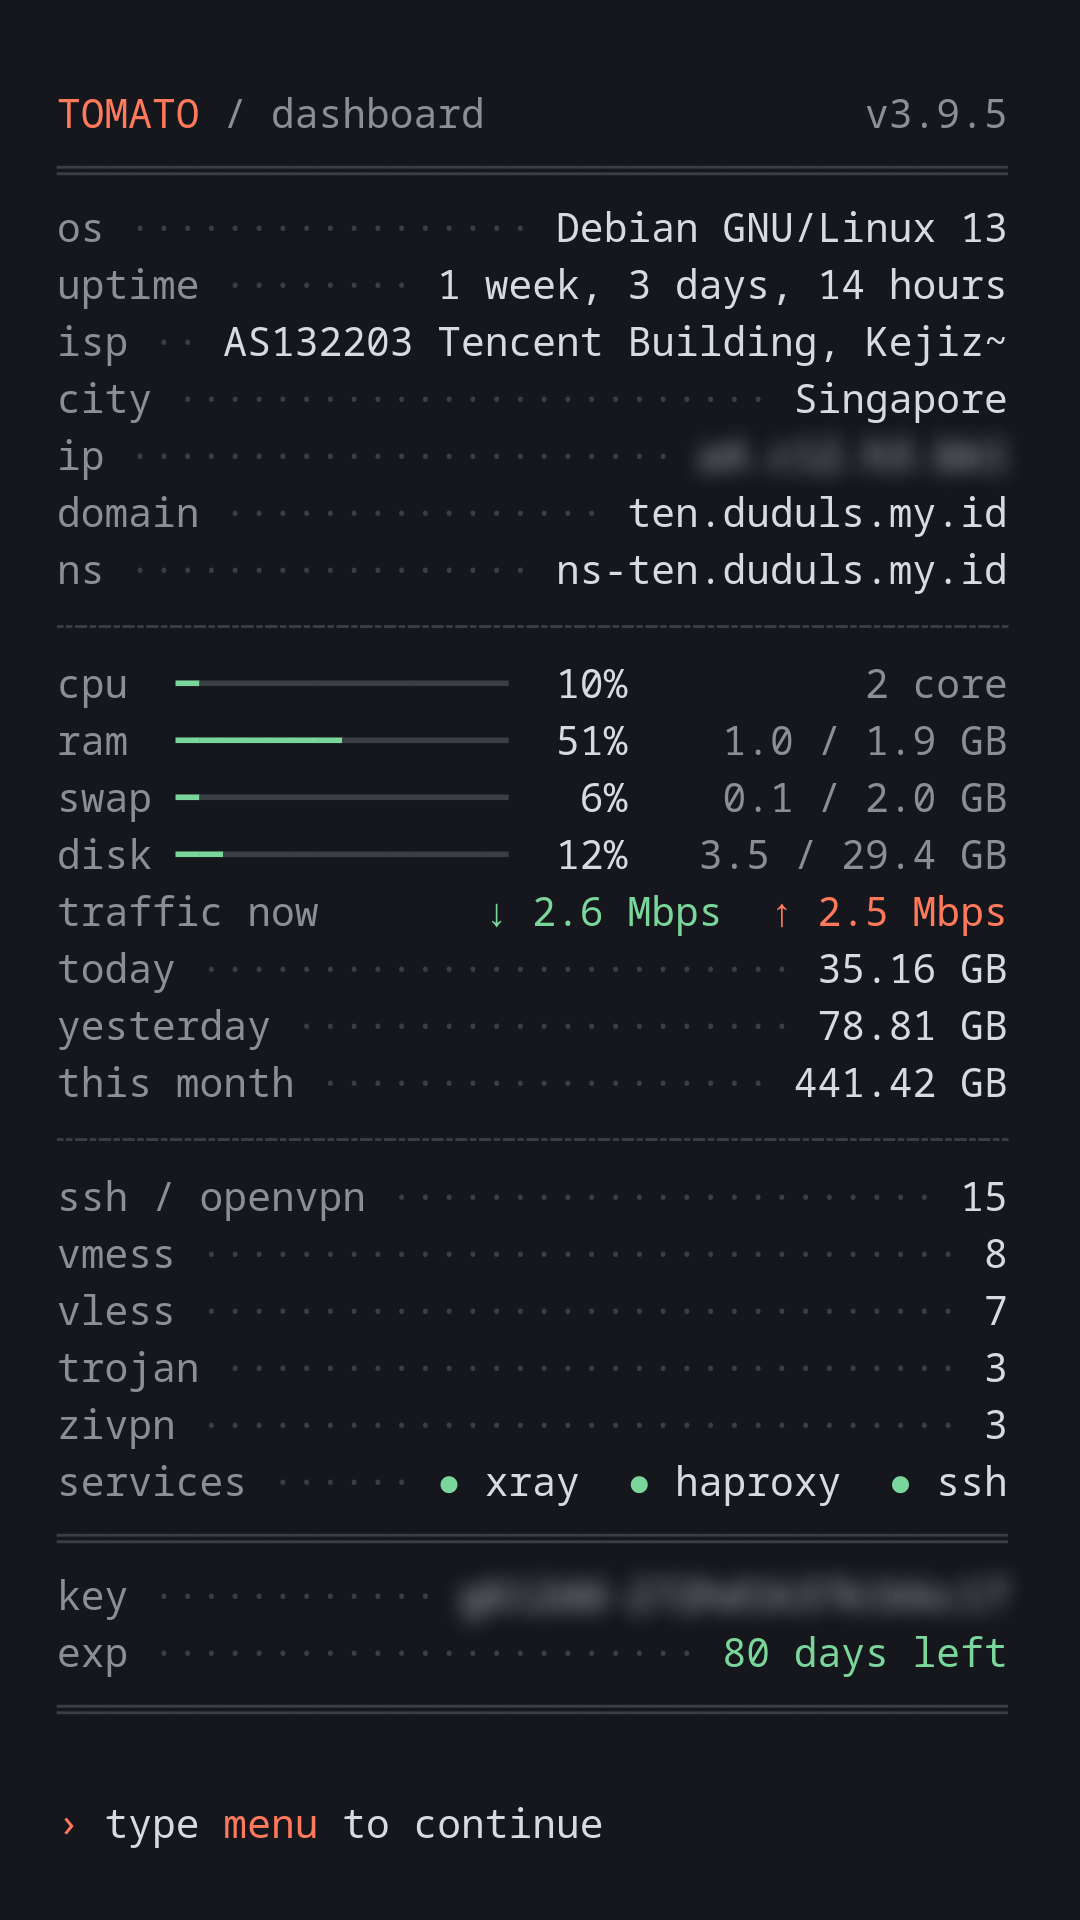 TOMATO / dashboard v3.9.5
os ················· Debian GNU/Linux 13
uptime ········ 1 week, 3 days, 14 hours
isp ·· AS132203 Tencent Building, Kejiz~
city ························· Singapore
ip ·······················
domain ················ ten.duduls.my.id
ns ················· ns-ten.duduls.my.id
cpu 10% 2 core
ram 51% 1.0 / 1.9 GB
swap 6% 0.1 / 2.0 GB
disk 12% 3.5 / 29.4 GB
traffic now ↓ 2.6 Mbps ↑ 2.5 Mbps
today ························· 35.16 GB
yesterday ····················· 78.81 GB
this month ··················· 441.42 GB
ssh / openvpn ······················· 15
vmess ································ 8
vless ································ 7
trojan ······························· 3
zivpn ································ 3
services ······ ● xray ● haproxy ● ssh
key ············
exp ······················· 80 days left
› type menu to continue